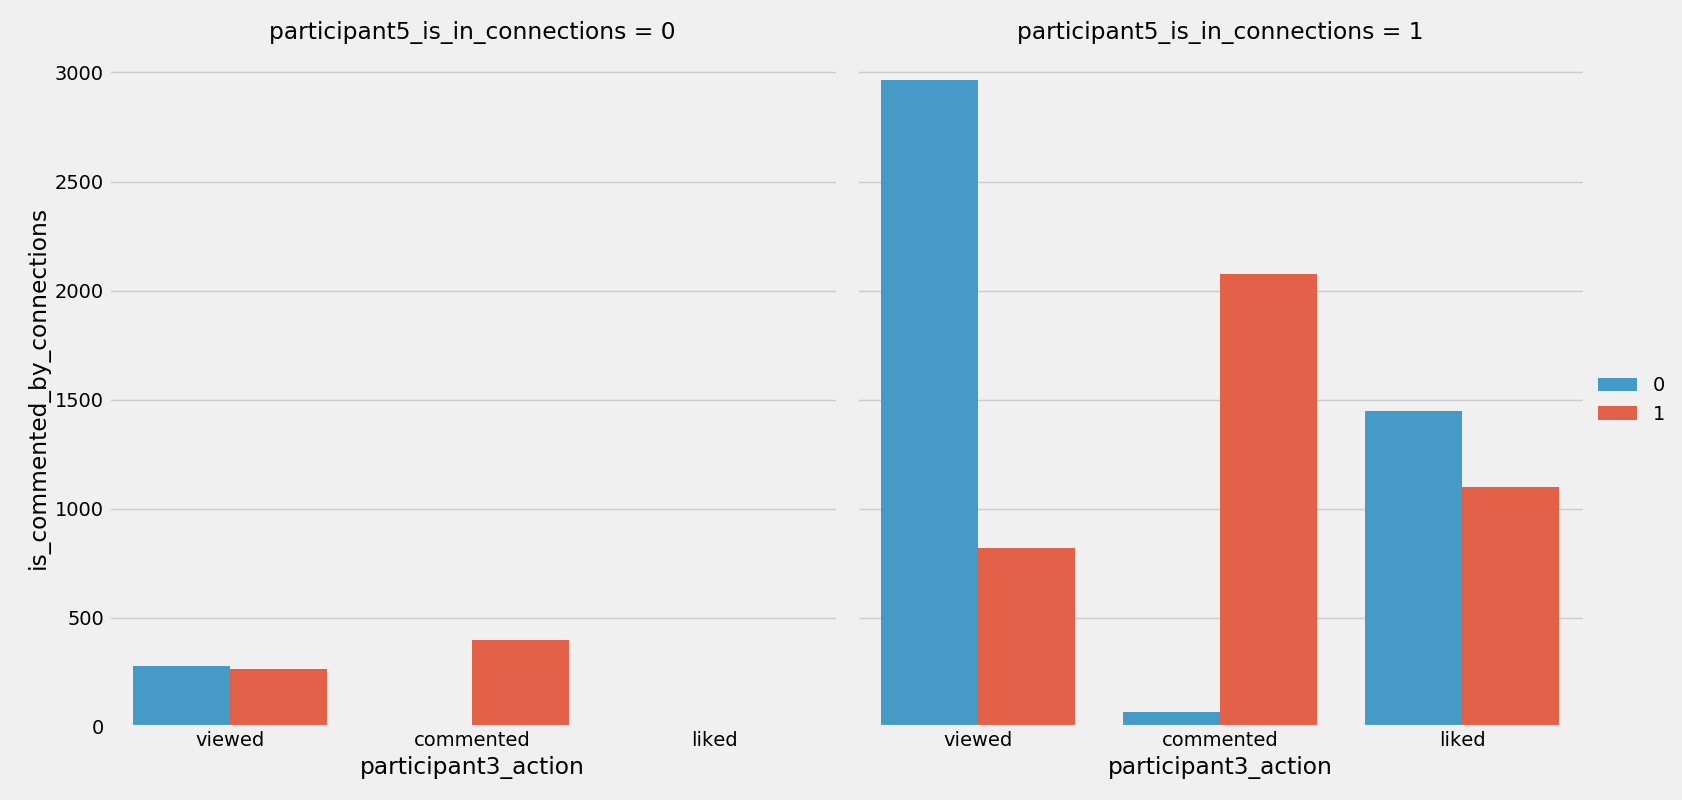 participant5_is_in_connections = 0
participant5_is_in_connections = 1
is_commented_by_connections
3000
2500
2000
1500
1000
500
0
viewed commented liked
viewed commented liked
participant3_action
participant3_action
0
1